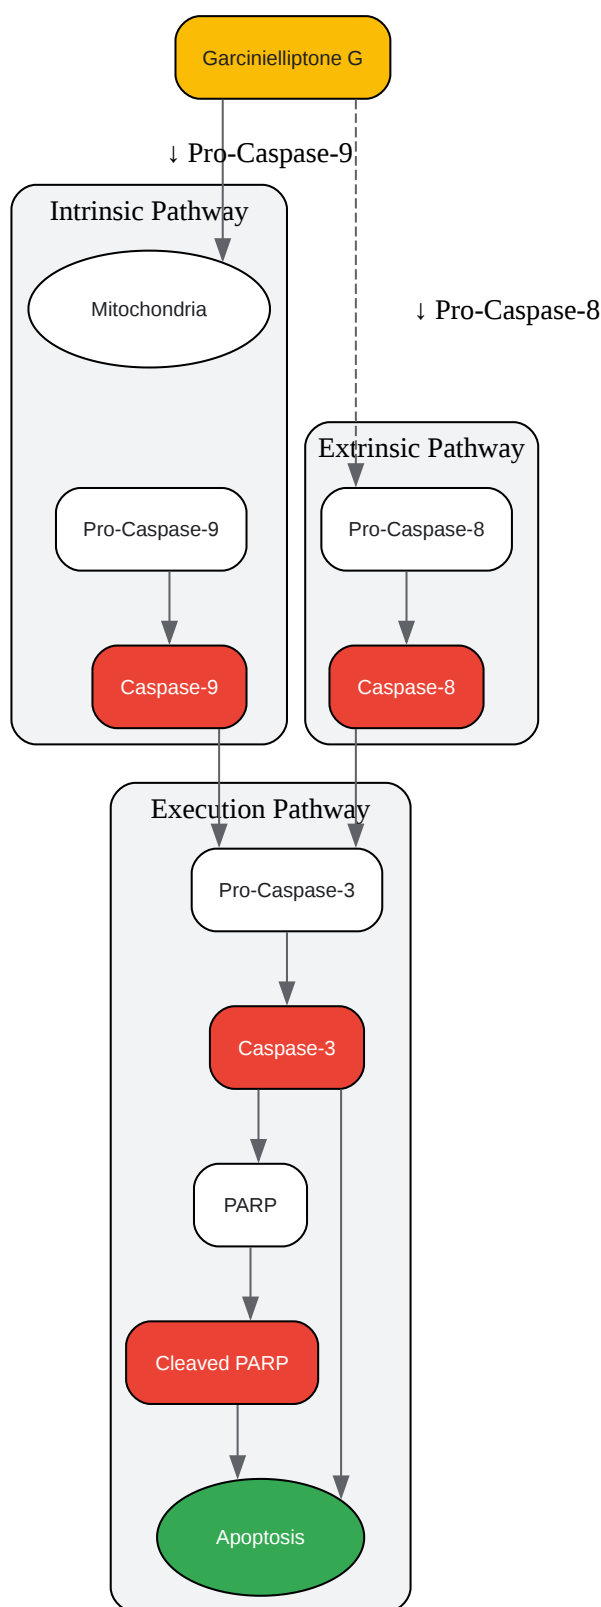 Garcinielliptone G
↓ Pro-Caspase-9
Intrinsic Pathway
Mitochondria
↓ Pro-Caspase-8
Extrinsic Pathway
Pro-Caspase-9
Pro-Caspase-8
Caspase-9
Caspase-8
Execution Pathway
Pro-Caspase-3
Caspase-3
PARP
Cleaved PARP
Apoptosis